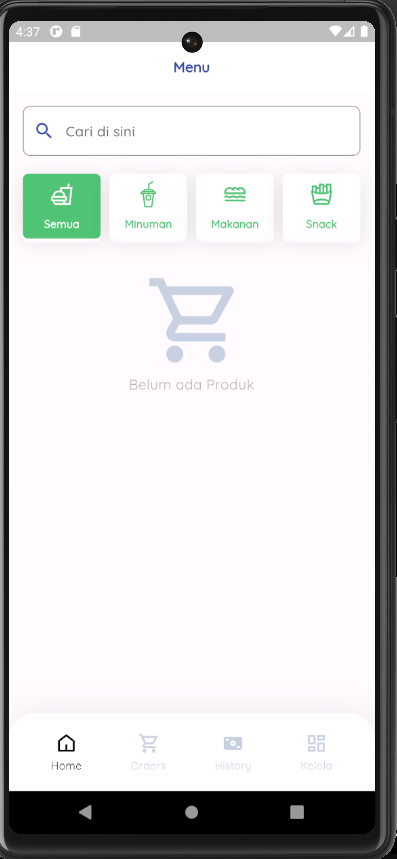 4:37
Menu
Cari di sini
Semua
Minuman
Makanan
Snack
Belum ada Produk
Home
Orders
History
Kelola